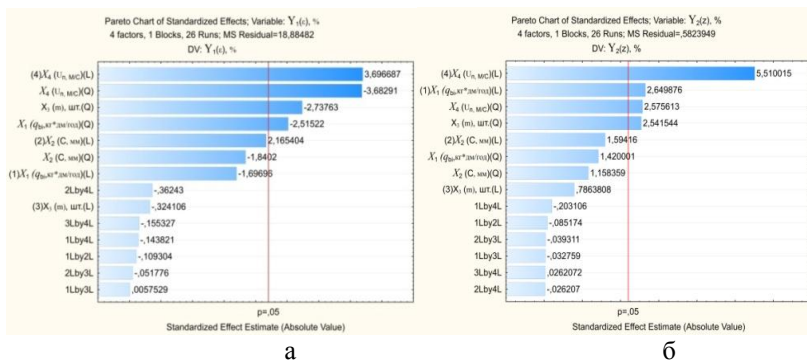 Pareto Chart of Standardized Effects; Variable: Y₁(ε), %
4 factors, 1 Blocks, 26 Runs; MS Residual=18,88482
DV: Y₁(ε), %
(4)X₄ (Uп, М/С)(L) 3,696687
X₄ (Uп, М/С)(Q) -3,68291
X₃ (m), шт.(Q) -2,73763
X₁ (qbi,кг*дм/год)(Q) -2,51522
(2)X₂ (C, мм)(L) 2,165404
X₂ (C, мм)(Q) -1,8402
(1)X₁ (qbi,кг*дм/год)(L) -1,69696
2Lby4L -,36243
(3)X₃ (m), шт.(L) -,324106
3Lby4L -,155327
1Lby4L -,143821
1Lby2L -,109304
2Lby3L -,051776
1Lby3L ,0057529
p=,05
Standardized Effect Estimate (Absolute Value)
а
Pareto Chart of Standardized Effects; Variable: Y₂(z), %
4 factors, 1 Blocks, 26 Runs; MS Residual=,5823949
DV: Y₂(z), %
(4)X₄ (Uп, М/С)(L) 5,510015
(1)X₁ (qbi,кг*дм/год)(L) 2,649876
X₄ (Uп, М/С)(Q) 2,575613
X₃ (m), шт.(Q) 2,541544
(2)X₂ (C, мм)(L) 1,59416
X₁ (qbi,кг*дм/год)(Q) 1,420001
X₂ (C, мм)(Q) 1,158359
(3)X₃ (m), шт.(L) ,7863808
1Lby4L -,203106
1Lby2L -,085174
2Lby3L -,039311
1Lby3L -,032759
3Lby4L ,0262072
2Lby4L -,026207
p=,05
Standardized Effect Estimate (Absolute Value)
б